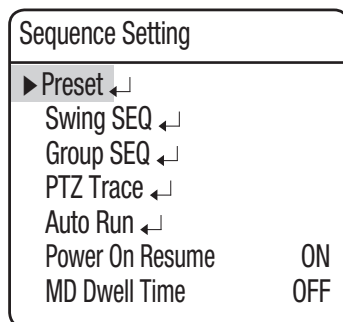 Sequence Setting
▶Preset ↵
Swing SEQ ↵
Group SEQ ↵
PTZ Trace ↵
Auto Run ↵
Power On Resume ON
MD Dwell Time OFF